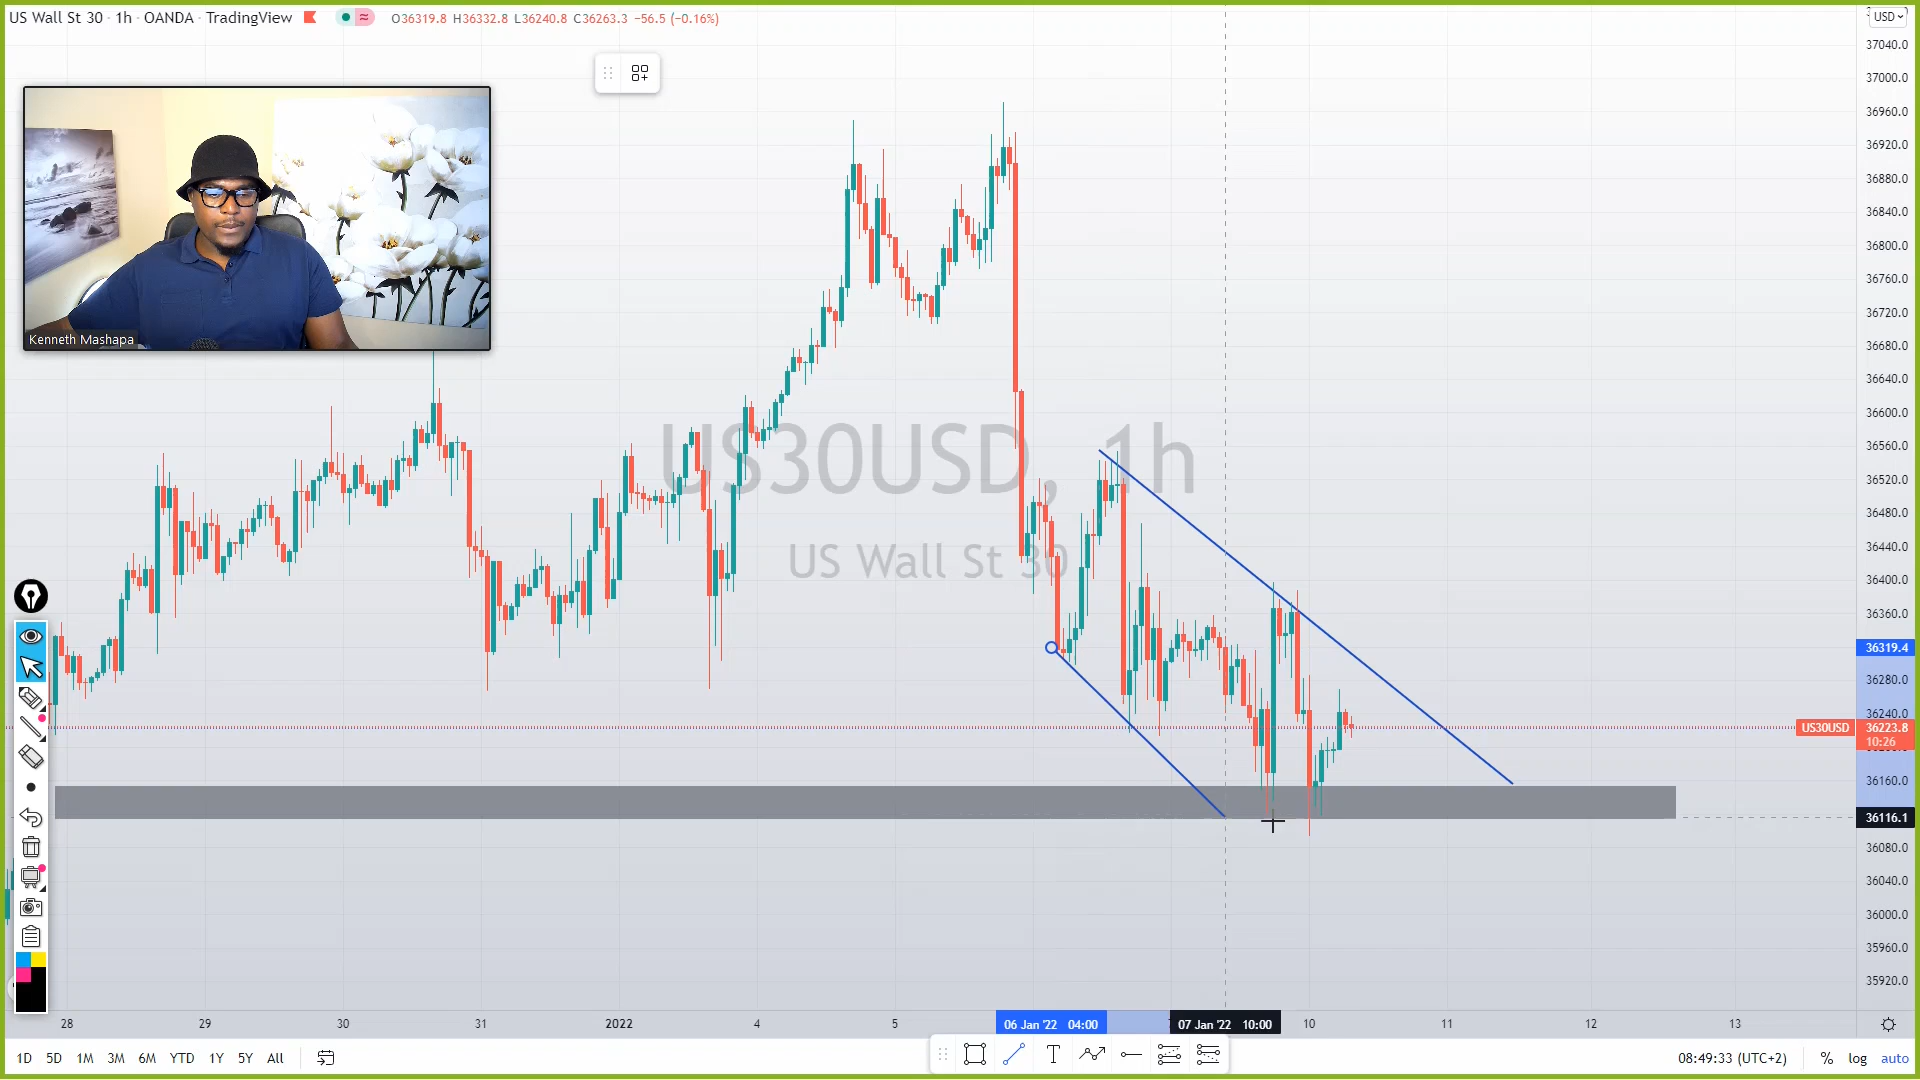 US Wall St 30 · 1h · OANDA · TradingView
O36319.8 H36332.8 L36240.8 C36263.3 −56.5 (−0.16%)
USD
37040.0
37000.0
36960.0
36920.0
36880.0
36840.0
36800.0
36760.0
36720.0
36680.0
36640.0
36600.0
36560.0
36520.0
36480.0
36440.0
36400.0
36360.0
36319.4
36280.0
36240.0
US30USD 36223.8
10:26
36160.0
36116.1
36080.0
36040.0
36000.0
35960.0
35920.0
Kenneth Mashapa
US30USD, 1h
US Wall St 30
28 29 30 31 2022 4 5 06 Jan '22 04:00 07 Jan '22 10:00 10 11 12 13
1D 5D 1M 3M 6M YTD 1Y 5Y All
T
08:49:33 (UTC+2) % log auto